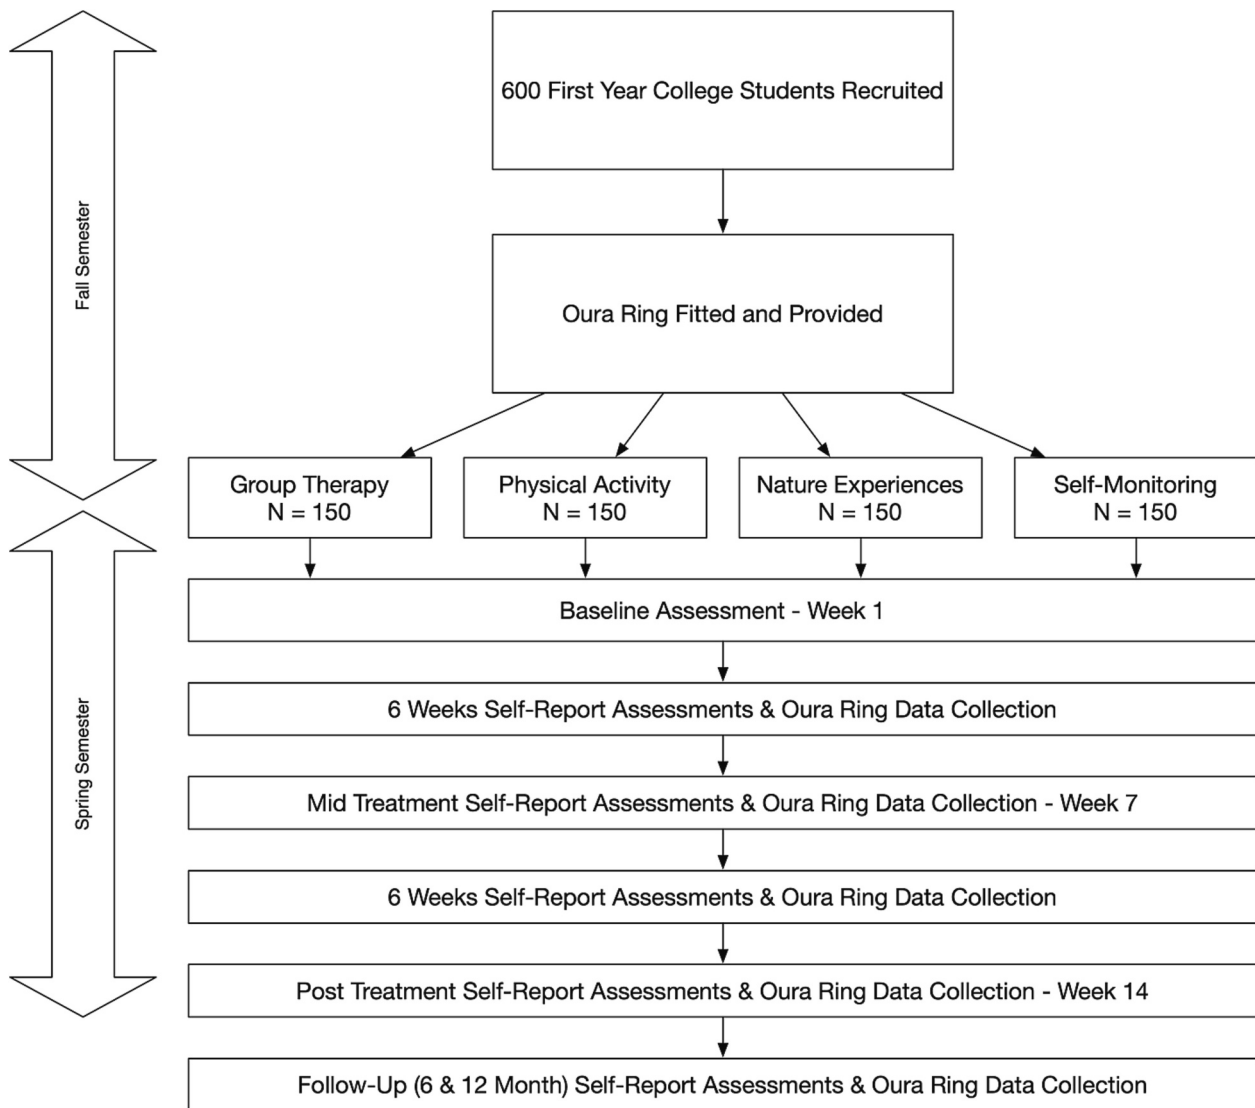 600 First Year College Students Recruited
Fall Semester
Oura Ring Fitted and Provided
Group Therapy
N = 150
Physical Activity
N = 150
Nature Experiences
N = 150
Self-Monitoring
N = 150
Baseline Assessment - Week 1
6 Weeks Self-Report Assessments & Oura Ring Data Collection
Spring Semester
Mid Treatment Self-Report Assessments & Oura Ring Data Collection - Week 7
6 Weeks Self-Report Assessments & Oura Ring Data Collection
Post Treatment Self-Report Assessments & Oura Ring Data Collection - Week 14
Follow-Up (6 & 12 Month) Self-Report Assessments & Oura Ring Data Collection